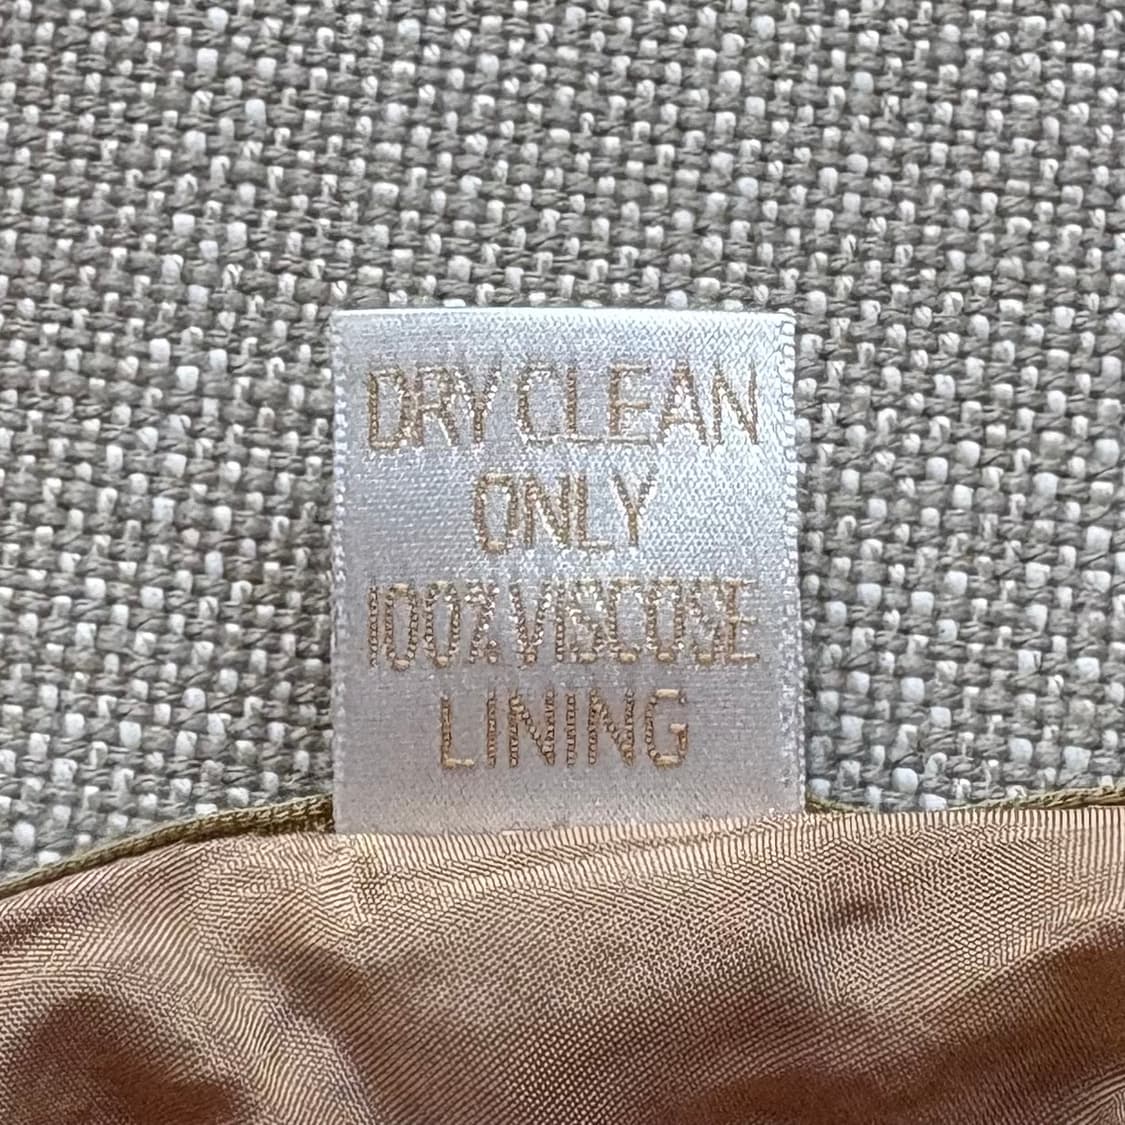 DRY CLEAN
ONLY
100% VISCOSE
LINING